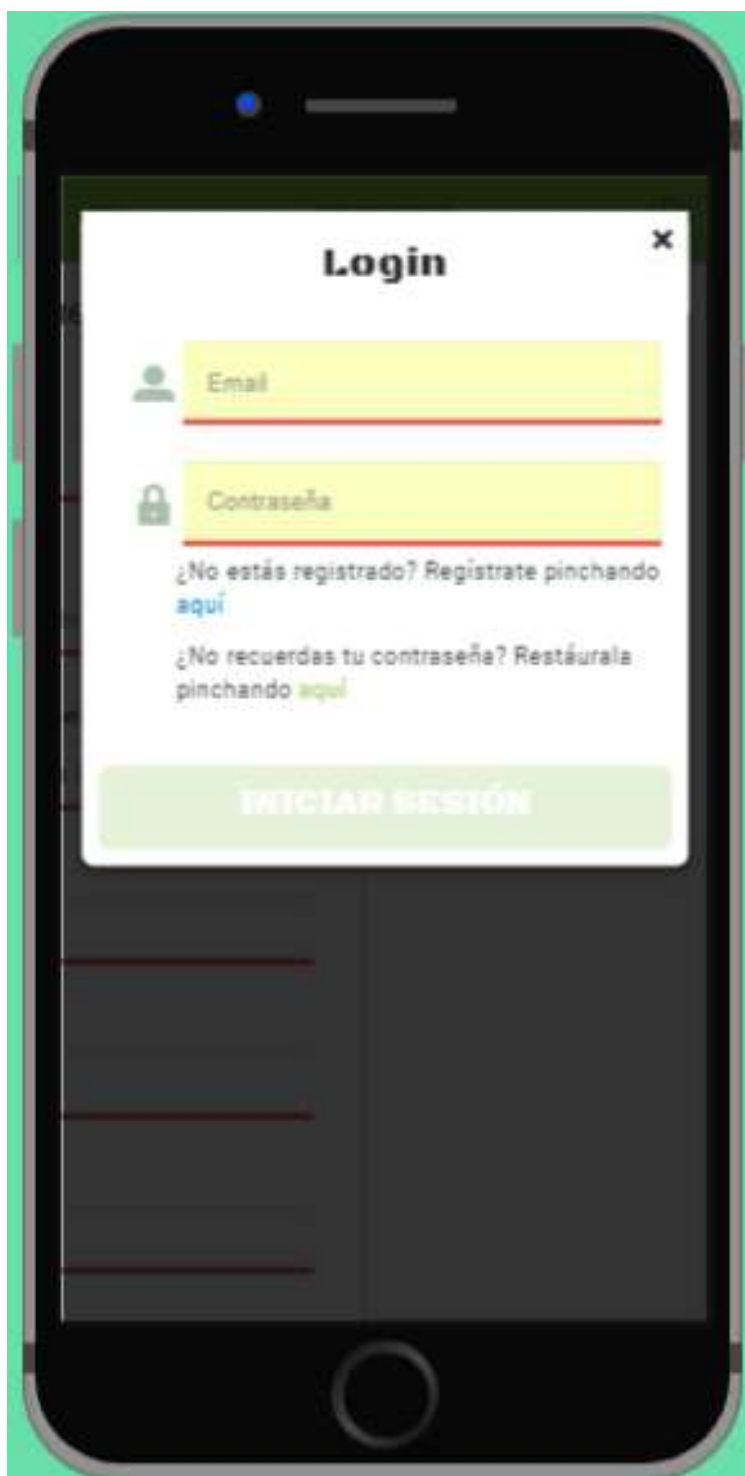 Login
Email
Contraseña
¿No estás registrado? Regístrate pinchando
aquí
¿No recuerdas tu contraseña? Restáurala
pinchando aquí
INICIAR SESIÓN